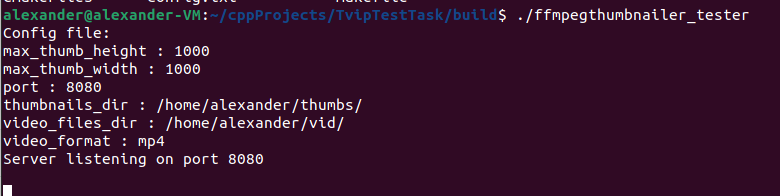 alexander@alexander-VM:~/cppProjects/TvipTestTask/build$ ./ffmpegthumbnailer_tester
Config file:
max_thumb_height : 1000
max_thumb_width : 1000
port : 8080
thumbnails_dir : /home/alexander/thumbs/
video_files_dir : /home/alexander/vid/
video_format : mp4
Server listening on port 8080